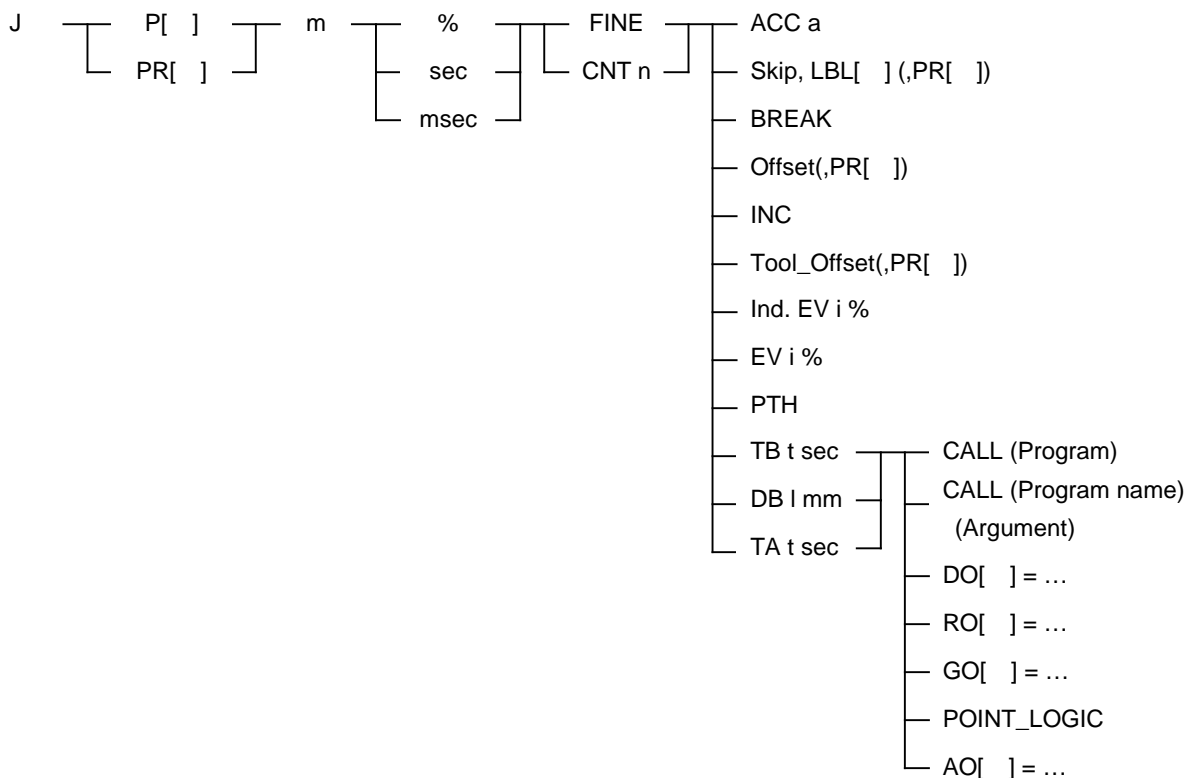 J P[ ] m % FINE ACC a
PR[ ] sec CNT n Skip, LBL[ ] (,PR[ ])
msec BREAK
Offset(,PR[ ])
INC
Tool_Offset(,PR[ ])
Ind. EV i %
EV i %
PTH
TB t sec CALL (Program)
DB l mm CALL (Program name)
(Argument)
TA t sec
DO[ ] = …
RO[ ] = …
GO[ ] = …
POINT_LOGIC
AO[ ] = …